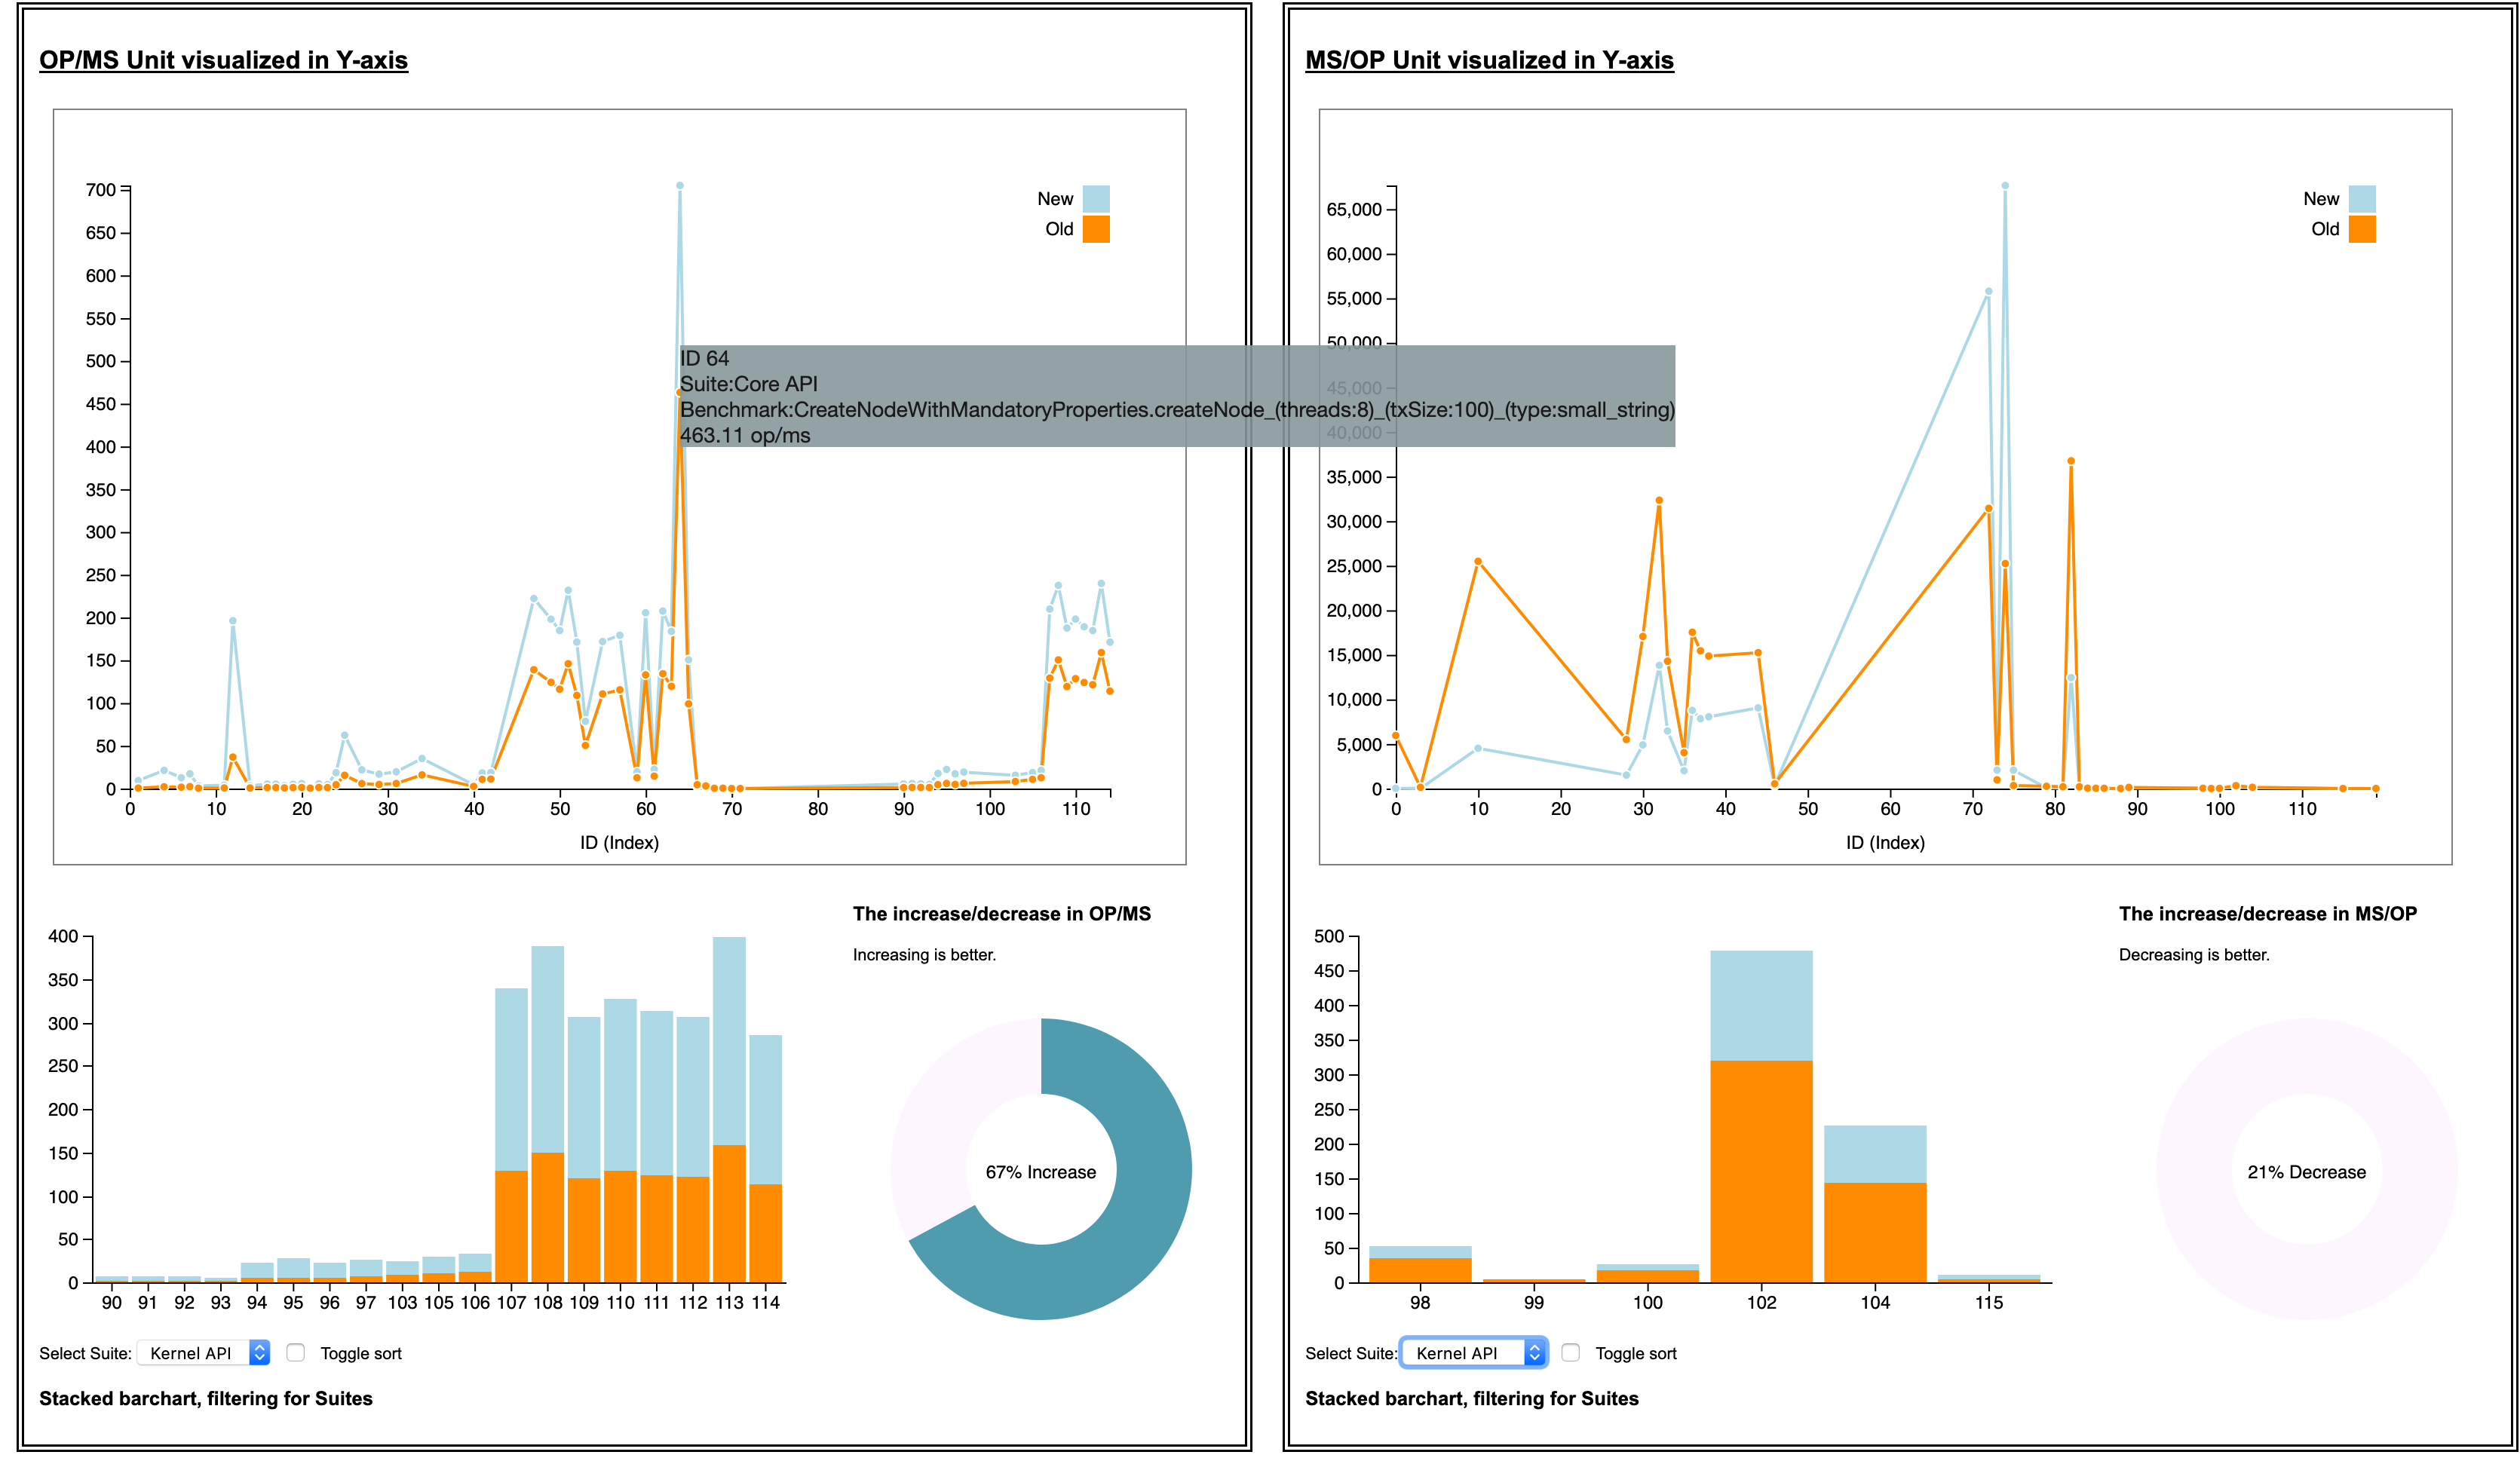 OP/MS Unit visualized in Y-axis
700
650
600
550
500
450
400
350
300
250
200
150
100
50
0
0 10 20 30 40 50 60 70 80 90 100 110
ID (Index)
New
Old
ID 64
Suite:Core API
Benchmark:CreateNodeWithMandatoryProperties.createNode_(threads:8)_(txSize:100)_(type:small_string)
463.11 op/ms
400
350
300
250
200
150
100
50
0
90 91 92 93 94 95 96 97 103 105 106 107 108 109 110 111 112 113 114
The increase/decrease in OP/MS
Increasing is better.
67% Increase
Select Suite: Kernel API Toggle sort
Stacked barchart, filtering for Suites
MS/OP Unit visualized in Y-axis
65,000
60,000
55,000
50,000
45,000
40,000
35,000
30,000
25,000
20,000
15,000
10,000
5,000
0
0 10 20 30 40 50 60 70 80 90 100 110
ID (Index)
New
Old
500
450
400
350
300
250
200
150
100
50
0
98 99 100 102 104 115
The increase/decrease in MS/OP
Decreasing is better.
21% Decrease
Select Suite: Kernel API Toggle sort
Stacked barchart, filtering for Suites